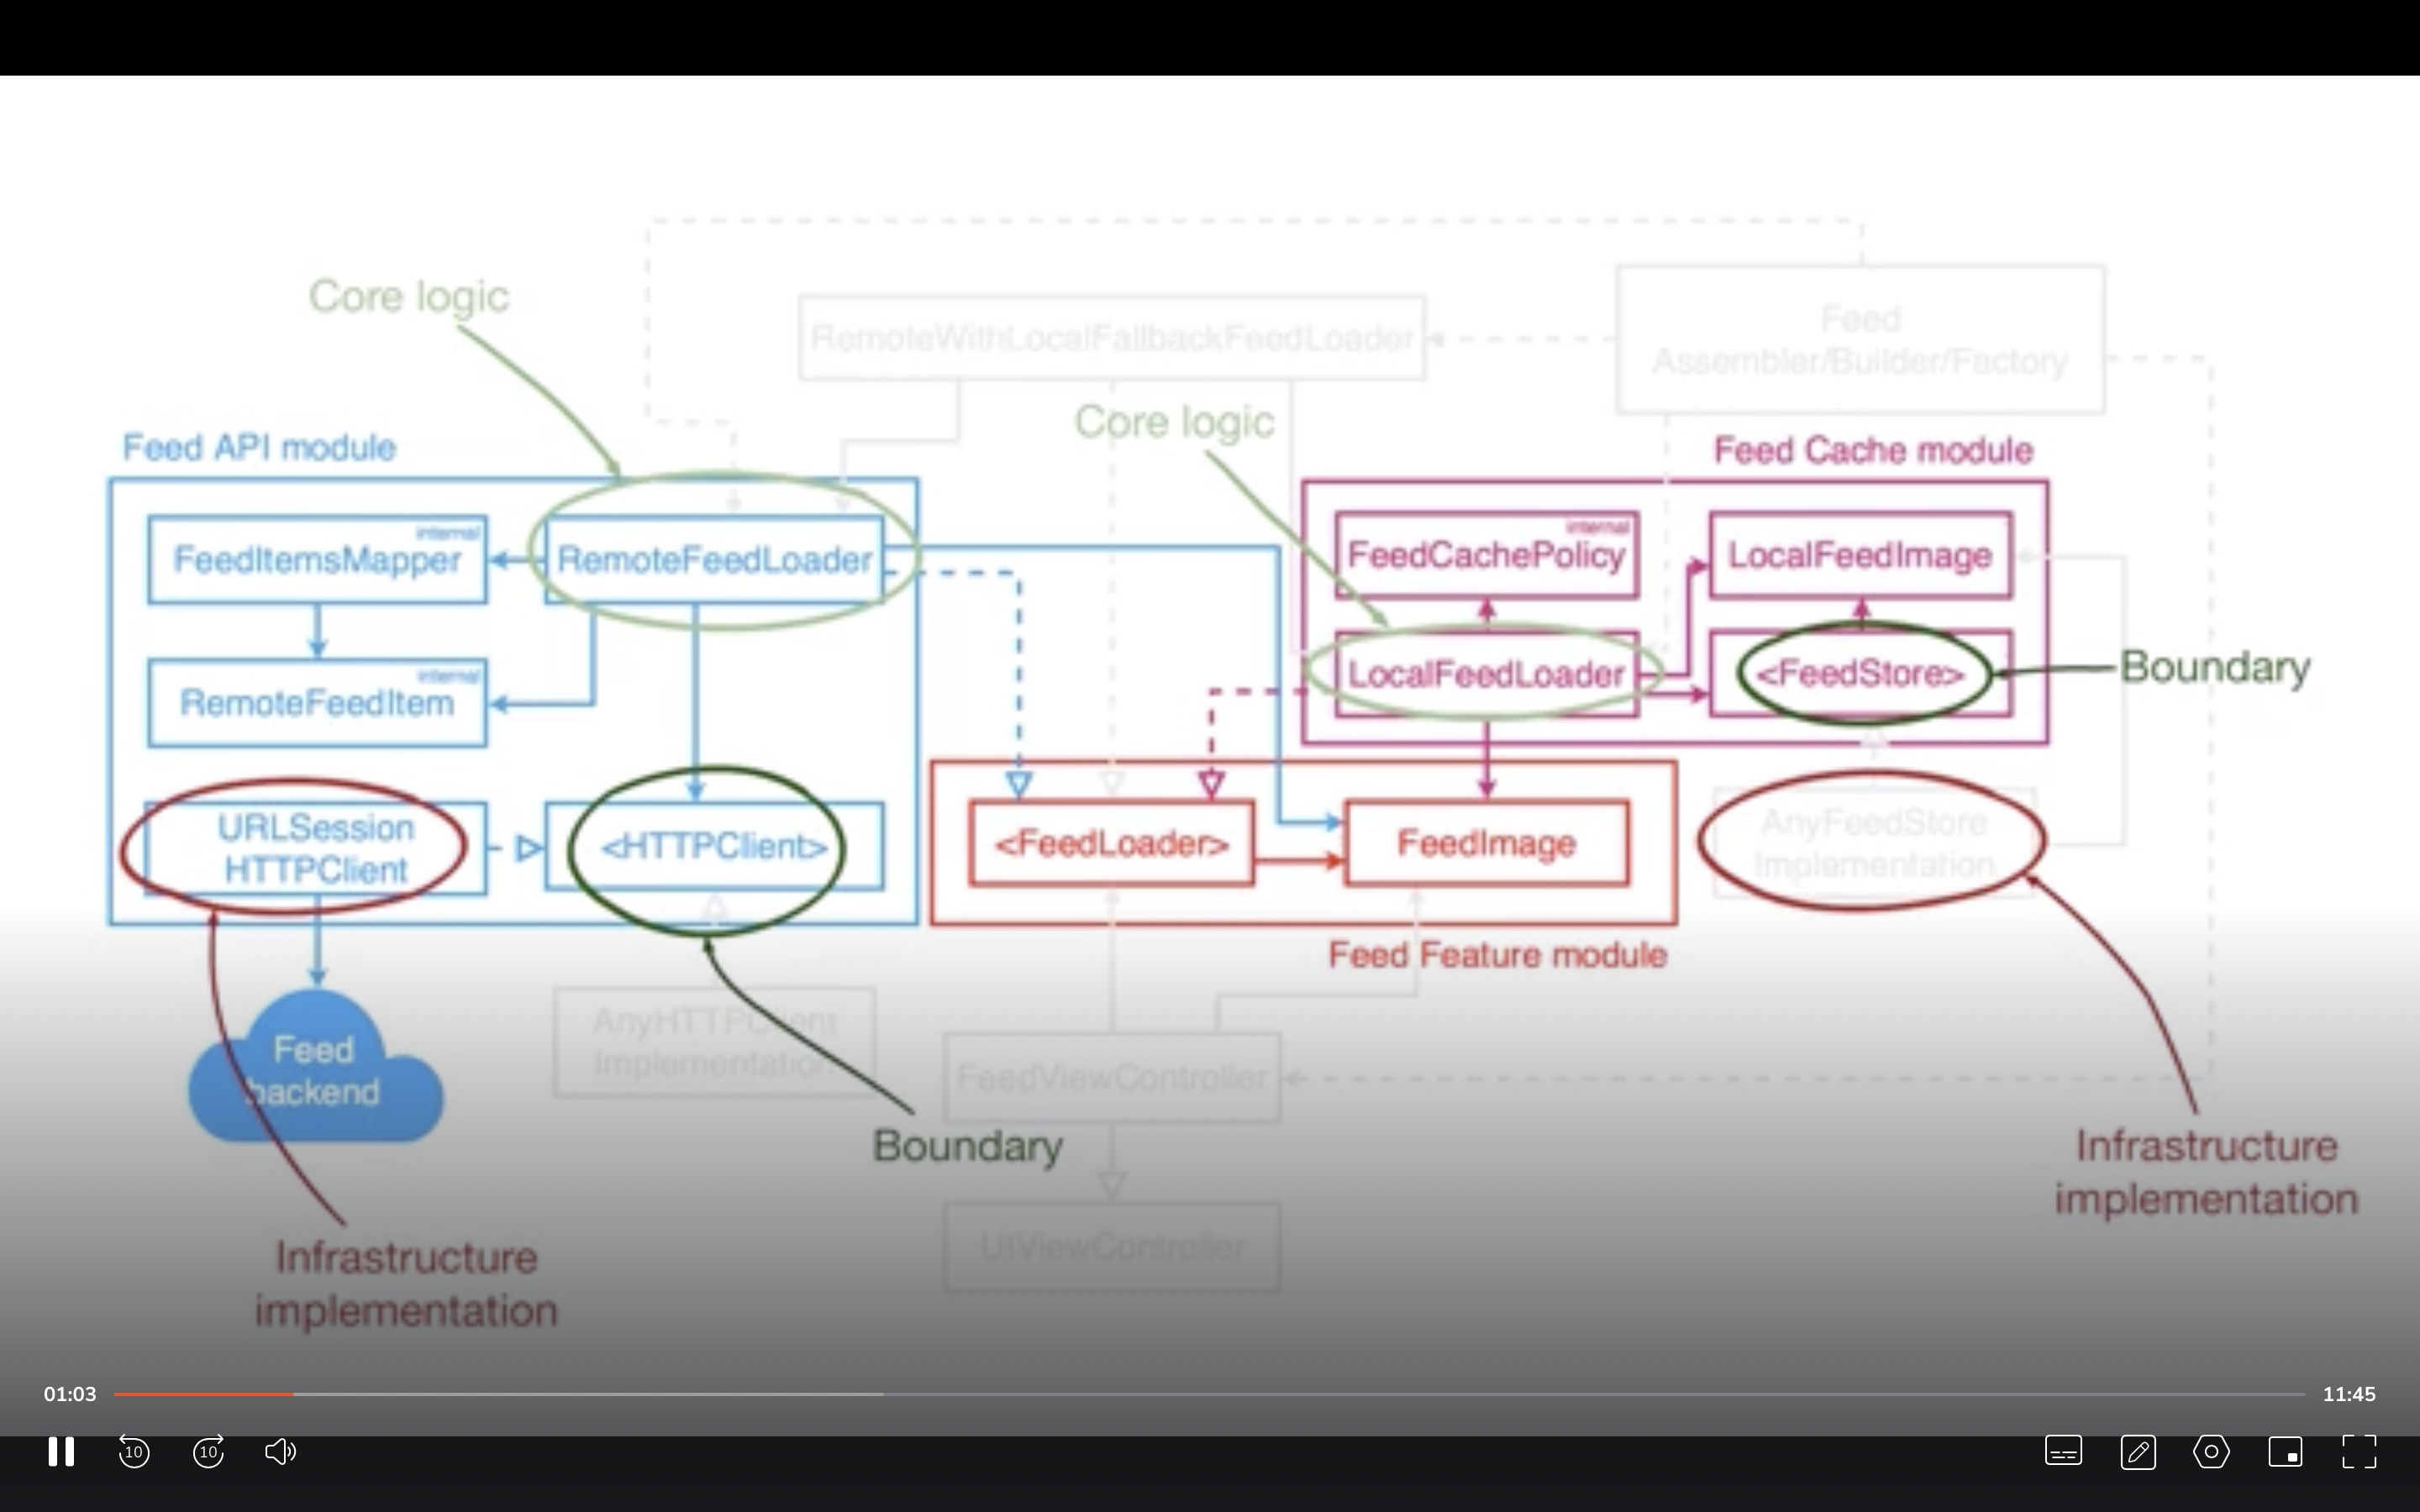 Core logic
RemoteWithLocalFallbackFeedLoader
Feed
Assembler/Builder/Factory
Core logic
Feed API module
Feed Cache module
internal
FeedItemsMapper
RemoteFeedLoader
internal
FeedCachePolicy
LocalFeedImage
internal
RemoteFeedItem
LocalFeedLoader
<FeedStore>
Boundary
URLSession
HTTPClient
<HTTPClient>
<FeedLoader>
FeedImage
AnyFeedStore
Implementation
Feed Feature module
Feed
backend
AnyHTTPClient
Implementation
FeedViewController
Boundary
Infrastructure
implementation
UIViewController
Infrastructure
implementation
01:03
11:45
10
10